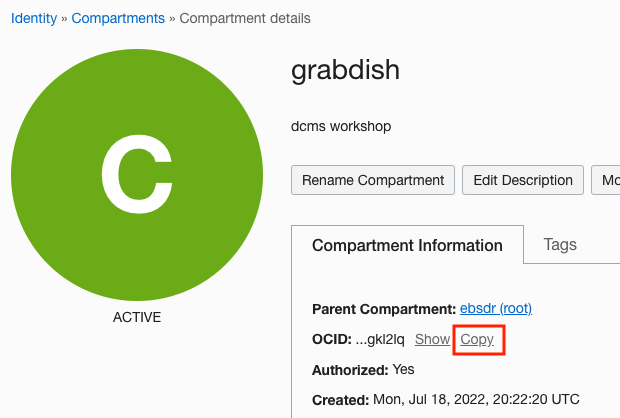 Identity » Compartments » Compartment details
grabdish
dcms workshop
C
ACTIVE
Rename Compartment Edit Description Mo
Compartment Information Tags
Parent Compartment: ebsdr (root)
OCID: ...gkl2lq Show Copy
Authorized: Yes
Created: Mon, Jul 18, 2022, 20:22:20 UTC